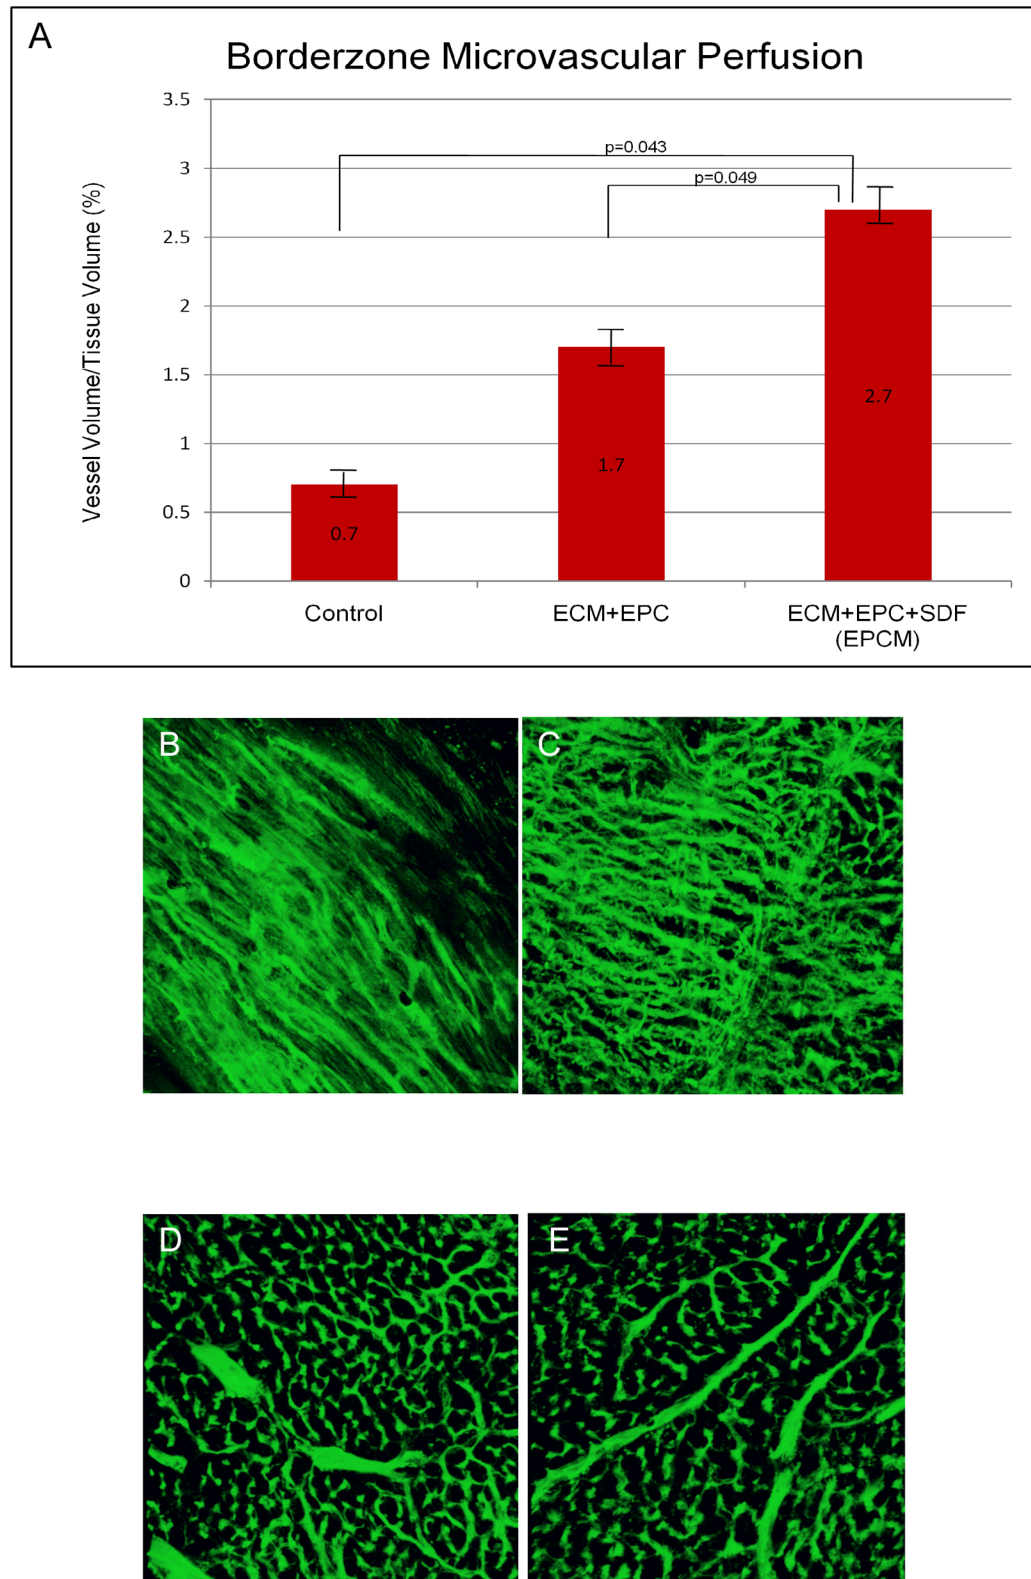 A
Borderzone Microvascular Perfusion
Vessel Volume/Tissue Volume (%)
3.5
3
2.5
2
1.5
1
0.5
0
p=0.043
p=0.049
0.7
1.7
2.7
Control
ECM+EPC
ECM+EPC+SDF
(EPCM)
B
C
D
E